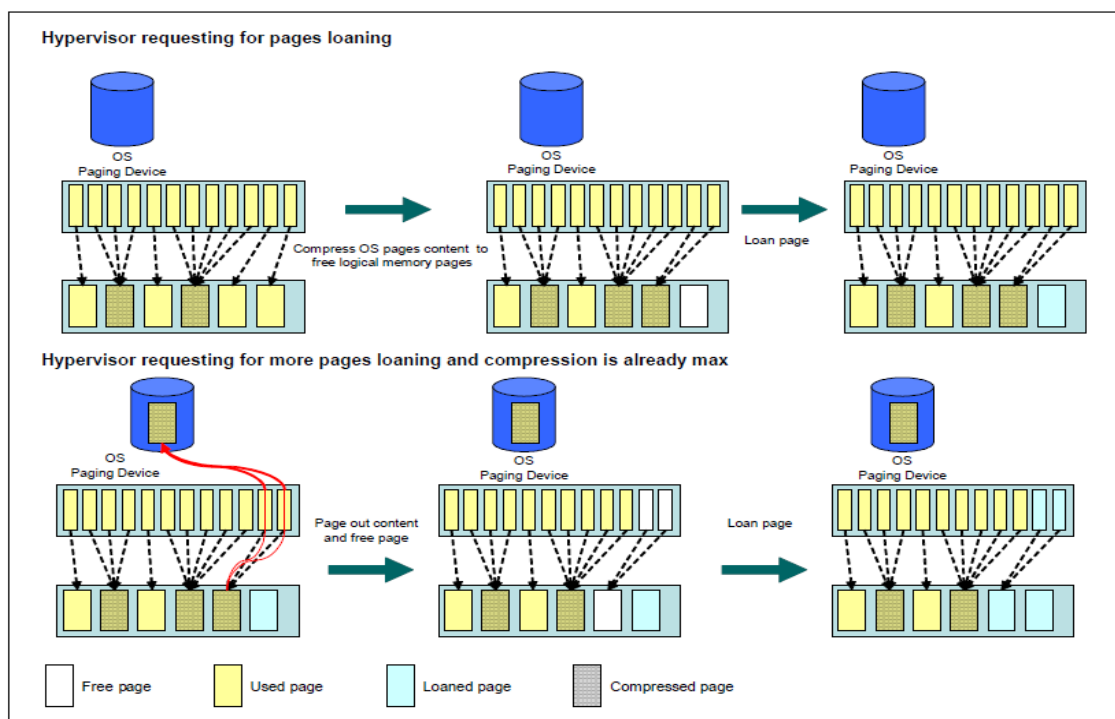 Hypervisor requesting for pages loaning
OS
Paging Device
OS
Paging Device
OS
Paging Device
Compress OS pages content to
free logical memory pages
Loan page
Hypervisor requesting for more pages loaning and compression is already max
OS
Paging Device
OS
Paging Device
OS
Paging Device
Page out content
and free page
Loan page
Free page
Used page
Loaned page
Compressed page